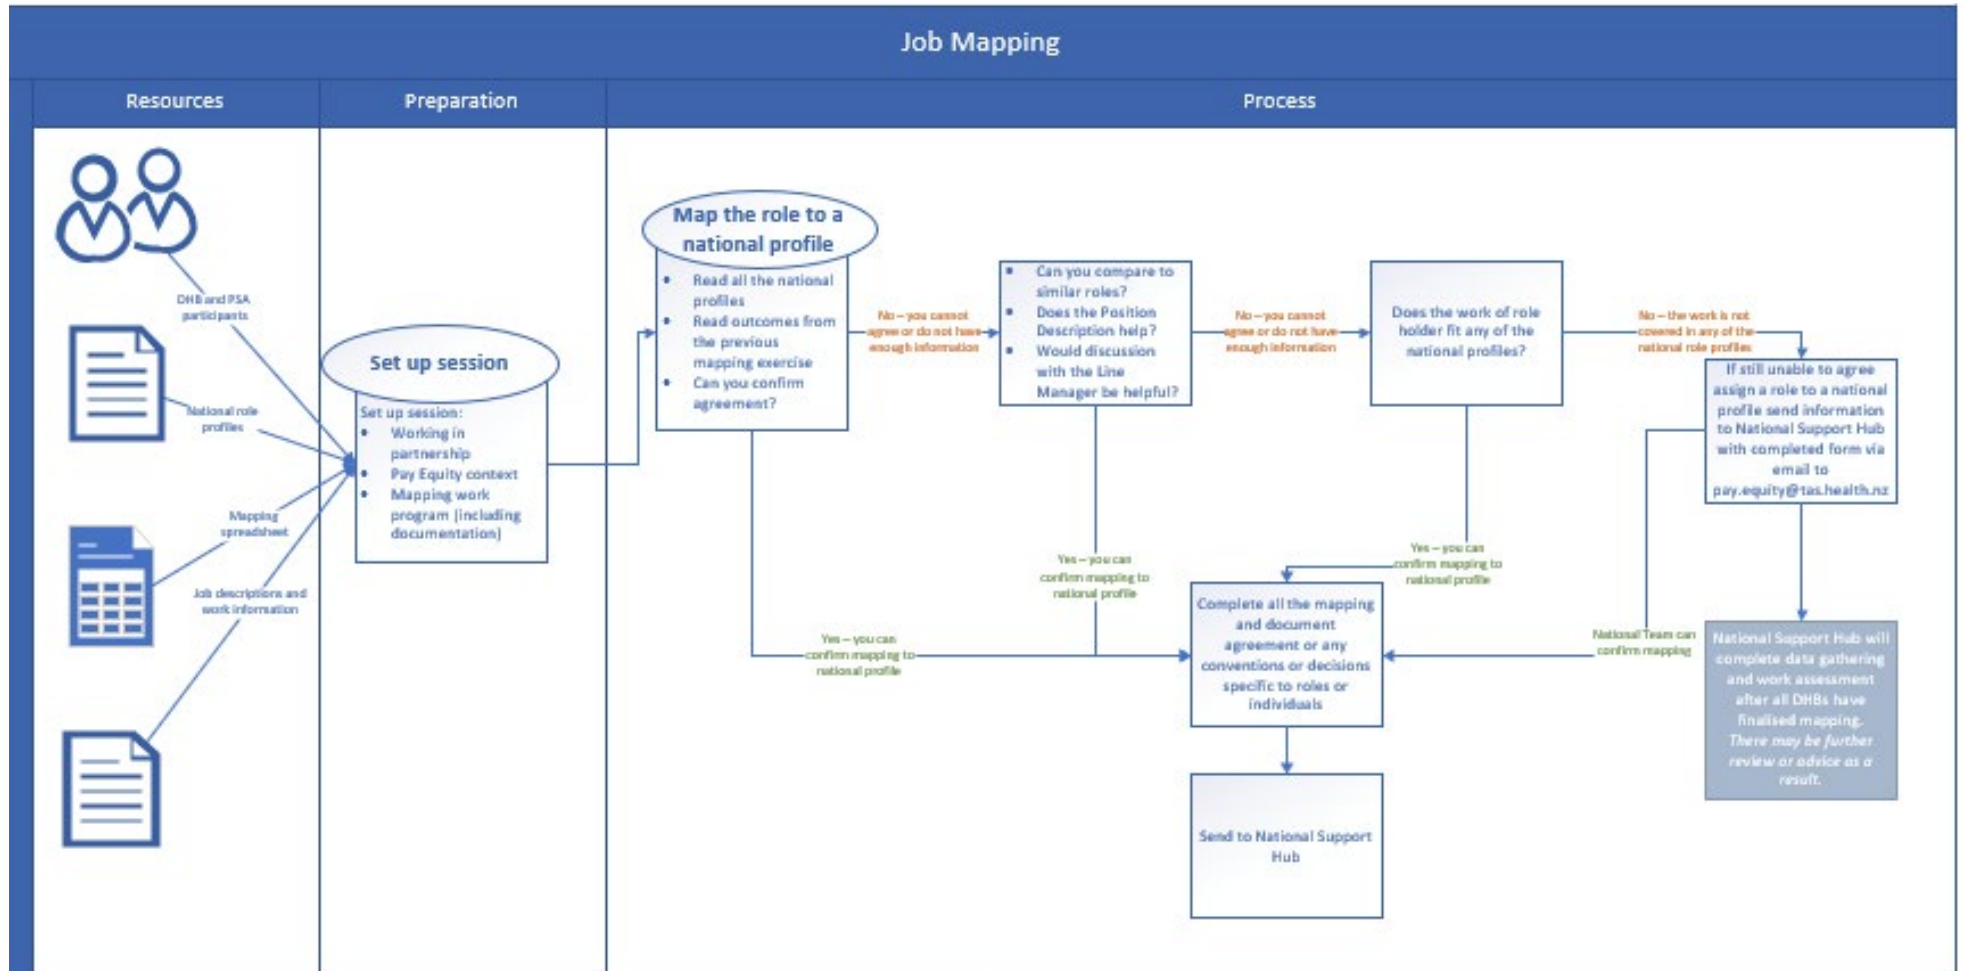 Job Mapping
Resources
Preparation
Process
DHB and PSA
participants
National role
profiles
Mapping
spreadsheet
Job descriptions and
work information
Set up session
Set up session:
• Working in
partnership
• Pay Equity context
• Mapping work
program (including
documentation)
Map the role to a
national profile
• Read all the national
profiles
• Read outcomes from
the previous
mapping exercise
• Can you confirm
agreement?
No – you cannot
agree or do not have
enough information
• Can you compare to
similar roles?
• Does the Position
Description help?
• Would discussion
with the Line
Manager be helpful?
No – you cannot
agree or do not have
enough information
Does the work of role
holder fit any of the
national profiles?
No – the work is not
covered in any of the
national role profiles
If still unable to agree
assign a role to a national
profile send information
to National Support Hub
with completed form via
email to
pay.equity@tas.health.nz
Yes – you can
confirm mapping to
national profile
Yes – you can
confirm mapping to
national profile
Yes – you can
confirm mapping to
national profile
National Team can
confirm mapping
Complete all the mapping
and document
agreement or any
conventions or decisions
specific to roles or
individuals
National Support Hub will
complete data gathering
and work assessment
after all DHBs have
finalised mapping.
There may be further
review or advice as a
result.
Send to National Support
Hub